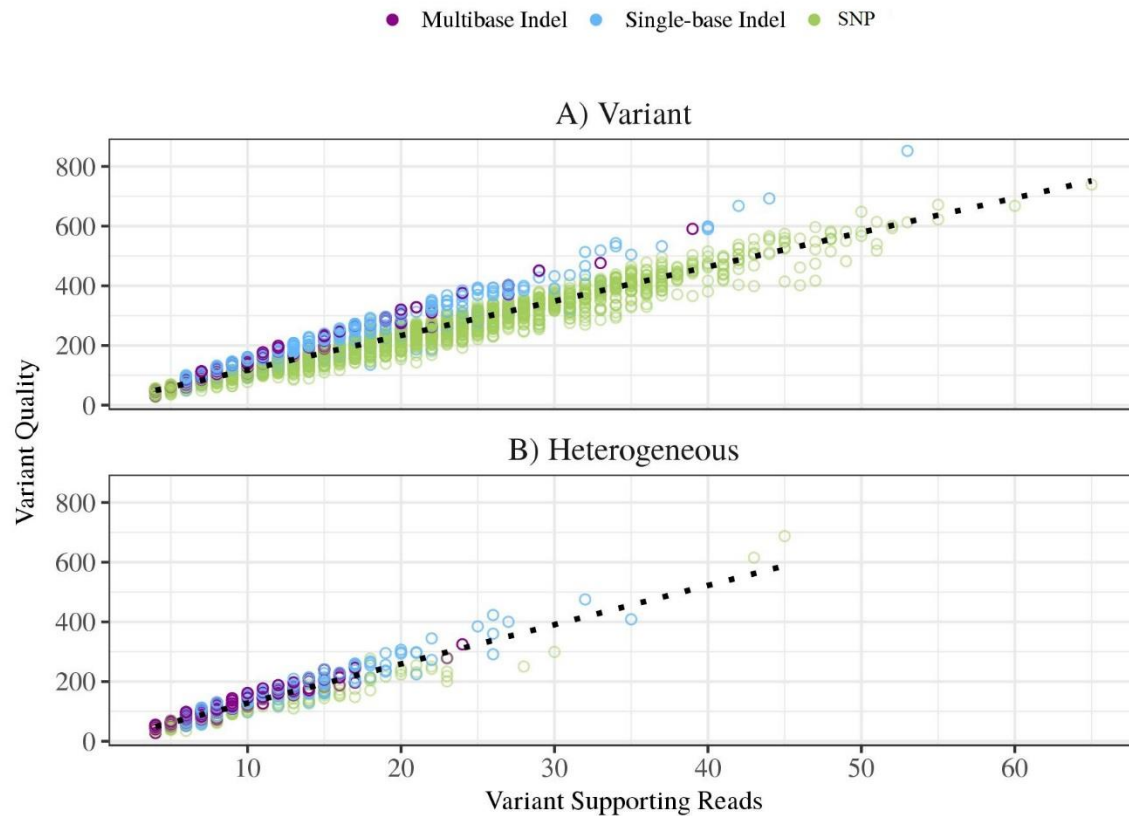 Multibase Indel Single-base Indel SNP
A) Variant
800
600
400
200
0
B) Heterogeneous
800
600
400
200
0
Variant Quality
10 20 30 40 50 60
Variant Supporting Reads